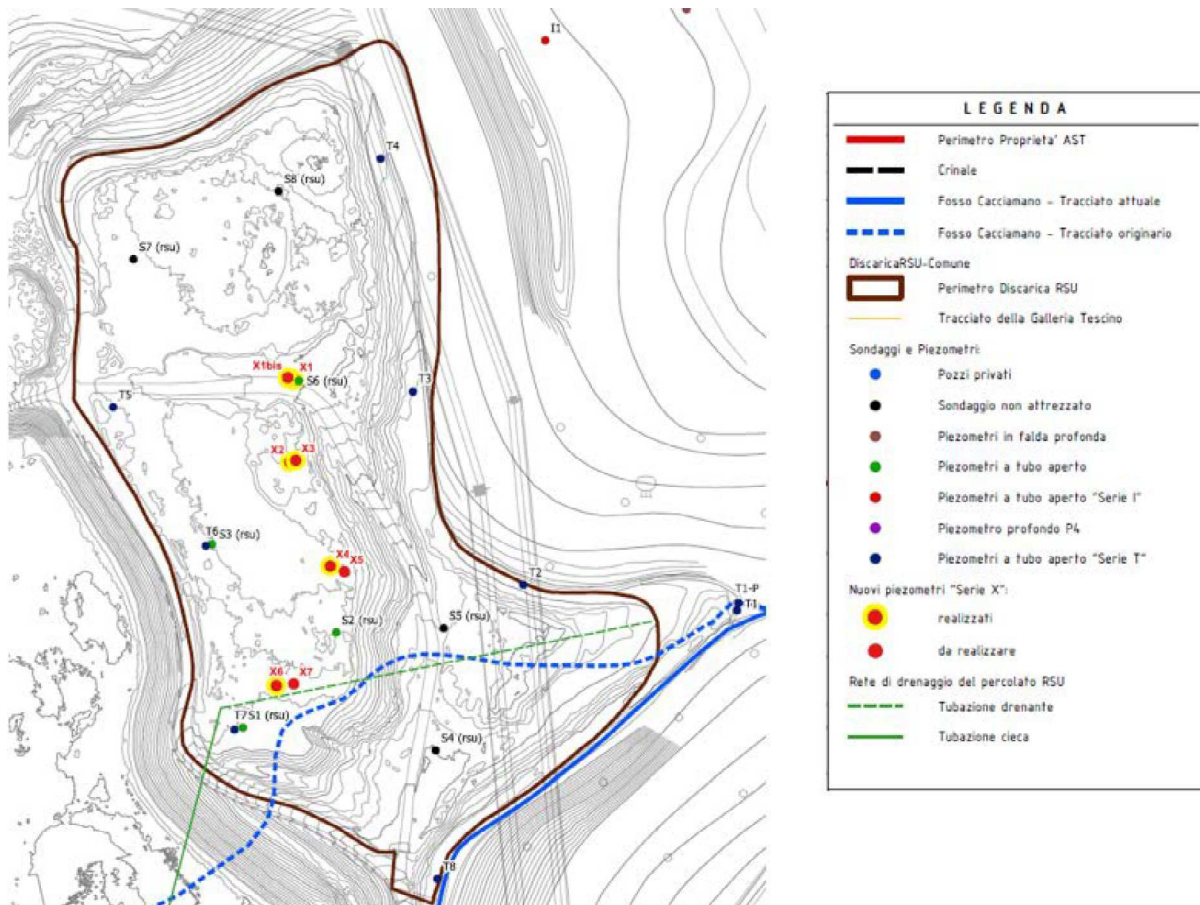 I1
T4
S8 (rsu)
S7 (rsu)
X1bis
X1
S6 (rsu)
T3
T5
X2
X3
T6
S3 (rsu)
X4
X5
T2
T1-P
T1
S5 (rsu)
S2 (rsu)
X6
X7
T7
S1 (rsu)
S4 (rsu)
T8
LEGENDA
Perimetro Proprieta' AST
Crinale
Fosso Cacciamano - Tracciato attuale
Fosso Cacciamano - Tracciato originario
DiscaricaRSU-Comune
Perimetro Discarica RSU
Tracciato della Galleria Tescino
Sondaggi e Piezometri:
Pozzi privati
Sondaggio non attrezzato
Piezometri in falda profonda
Piezometri a tubo aperto
Piezometri a tubo aperto "Serie I"
Piezometro profondo P4
Piezometri a tubo aperto "Serie T"
Nuovi piezometri "Serie X":
realizzati
da realizzare
Rete di drenaggio del percolato RSU
Tubazione drenante
Tubazione cieca